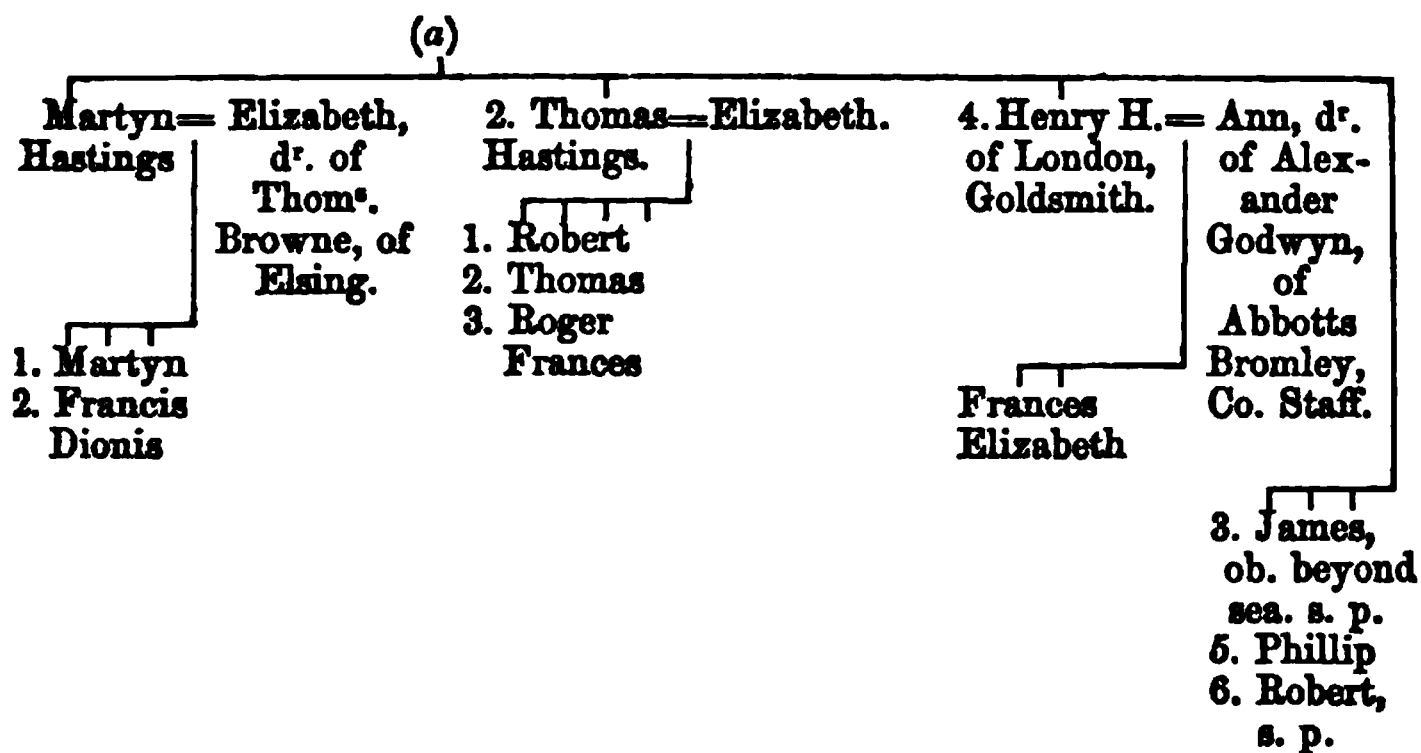 (a)
Martyn= Elizabeth,
Hastings dʳ. of
Thomˢ.
Browne, of
Elsing.
1. Martyn
2. Francis
Dionis
2. Thomas=Elizabeth.
Hastings.
1. Robert
2. Thomas
3. Roger
Frances
4. Henry H.= Ann, dʳ.
of London, of Alex-
Goldsmith. ander
Godwyn,
of
Abbotts
Bromley,
Co. Staff.
Frances
Elizabeth
3. James,
ob. beyond
sea. s. p.
5. Phillip
6. Robert,
s. p.